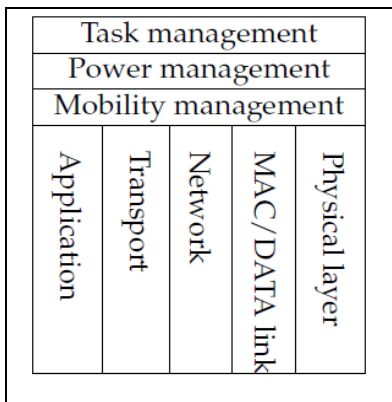 Task management
Power management
Mobility management
Application
Transport
Network
MAC/DATA link
Physical layer